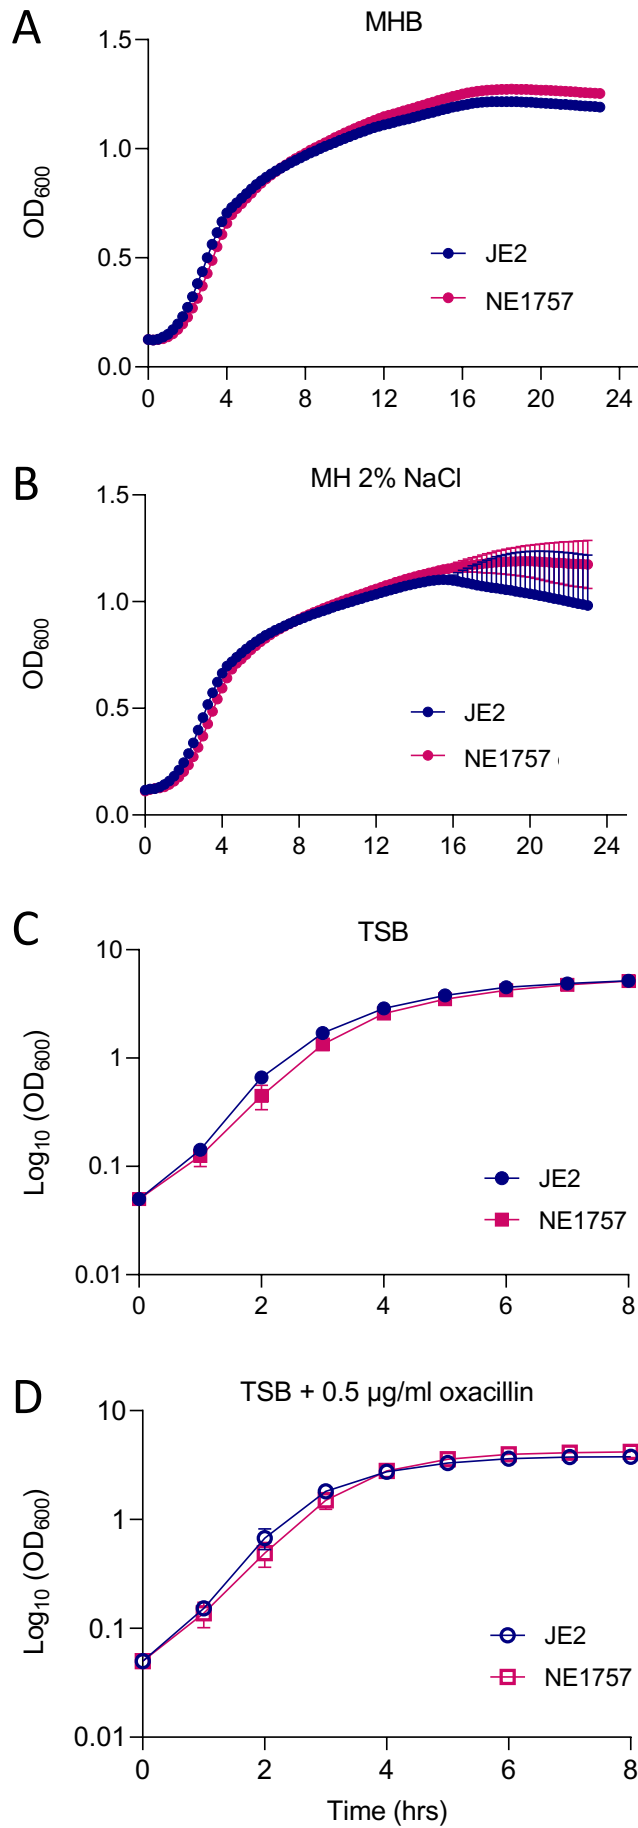 A
MHB
1.5
1.0
0.5
0.0
OD600
JE2
NE1757
0 4 8 12 16 20 24
B
MH 2% NaCl
1.5
1.0
0.5
0.0
OD600
JE2
NE1757 (
0 4 8 12 16 20 24
C
TSB
10
1
0.1
0.01
Log10 (OD600)
JE2
NE1757
0 2 4 6 8
D
TSB + 0.5 µg/ml oxacillin
10
1
0.1
0.01
Log10 (OD600)
JE2
NE1757
0 2 4 6 8
Time (hrs)